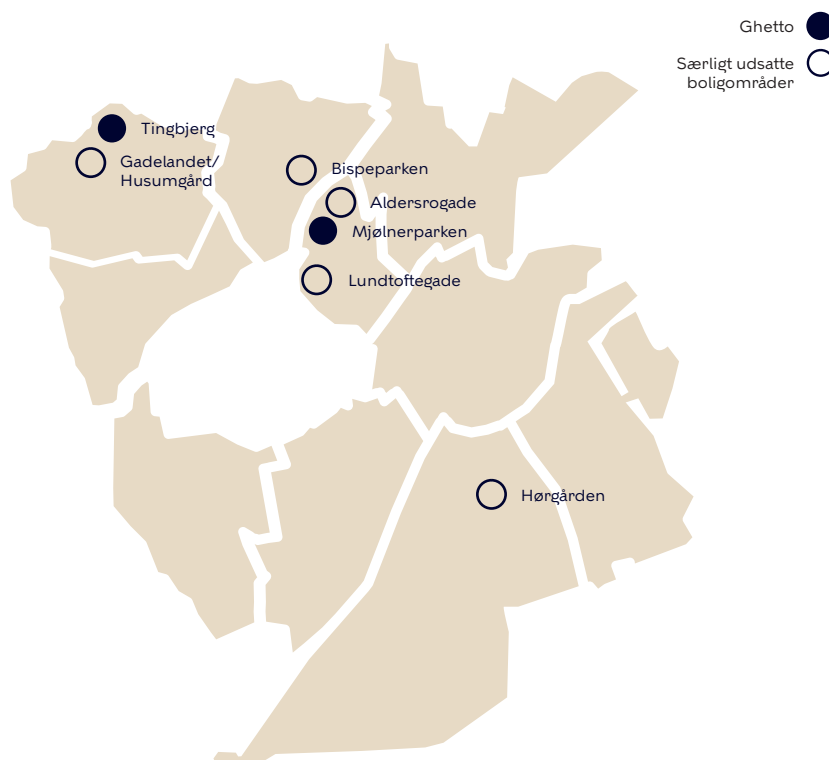 Ghetto
Særligt udsatte
boligområder
Tingbjerg
Gadelandet/
Husumgård
Bispeparken
Aldersrogade
Mjølnerparken
Lundtoftegade
Hørgården